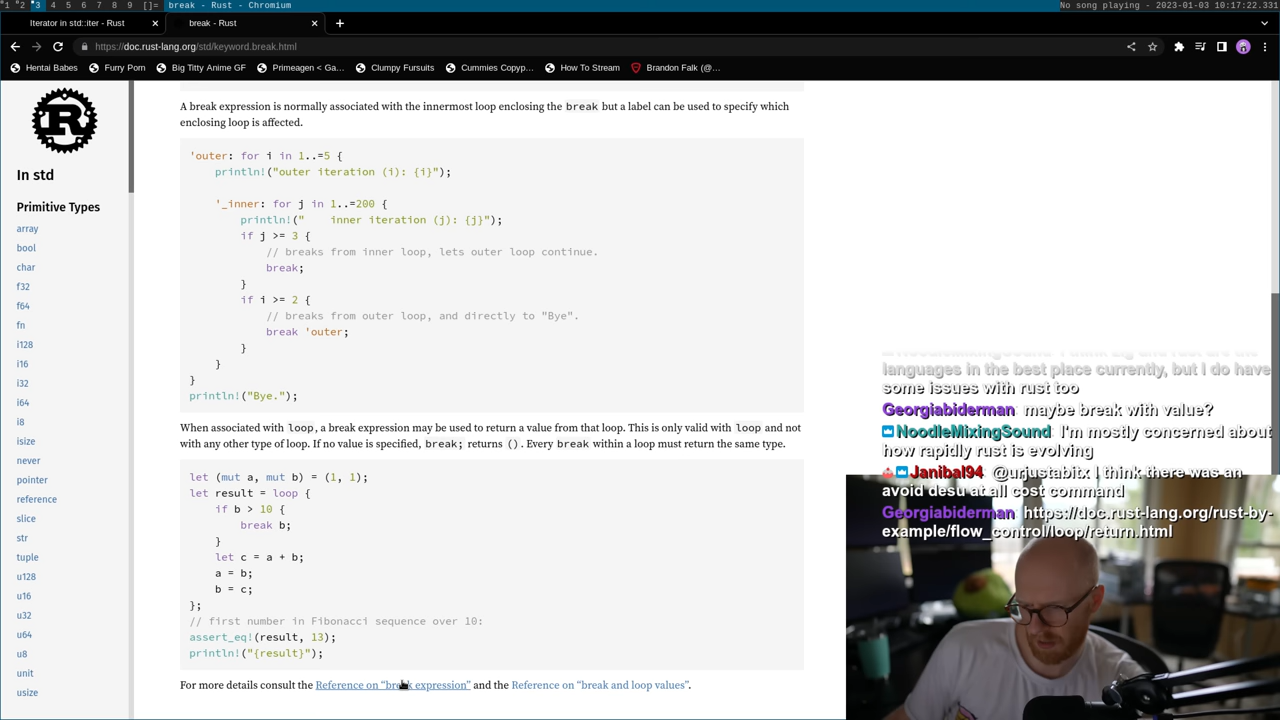 1 2 3 4 5 6 7 8 9 []= break - Rust - Chromium
No song playing - 2023-01-03 10:17:22.331
Iterator in std::iter - Rust
break - Rust
https://doc.rust-lang.org/std/keyword.break.html
Hentai Babes
Furry Porn
Big Titty Anime GF
Primeagen < Ga…
Clumpy Fursuits
Cummies Copyp…
How To Stream
Brandon Falk (@…
In std
Primitive Types
array
bool
char
f32
f64
fn
i128
i16
i32
i64
i8
isize
never
pointer
reference
slice
str
tuple
u128
u16
u32
u64
u8
unit
usize
A break expression is normally associated with the innermost loop enclosing the break but a label can be used to specify which
enclosing loop is affected.
'outer: for i in 1..=5 {
println!("outer iteration (i): {i}");
'_inner: for j in 1..=200 {
println!("    inner iteration (j): {j}");
if j >= 3 {
// breaks from inner loop, lets outer loop continue.
break;
}
if i >= 2 {
// breaks from outer loop, and directly to "Bye".
break 'outer;
}
}
}
println!("Bye.");
When associated with loop, a break expression may be used to return a value from that loop. This is only valid with loop and not
with any other type of loop. If no value is specified, break; returns (). Every break within a loop must return the same type.
let (mut a, mut b) = (1, 1);
let result = loop {
if b > 10 {
break b;
}
let c = a + b;
a = b;
b = c;
};
// first number in Fibonacci sequence over 10:
assert_eq!(result, 13);
println!("{result}");
For more details consult the Reference on “break expression” and the Reference on “break and loop values”.
languages in the best place currently, but I do have
some issues with rust too
Georgiabiderman maybe break with value?
NoodleMixingSound I'm mostly concerned about
how rapidly rust is evolving
Janibal94 @urjustabitx I think there was an
avoid desu at all cost command
Georgiabiderman https://doc.rust-lang.org/rust-by-
example/flow_control/loop/return.html